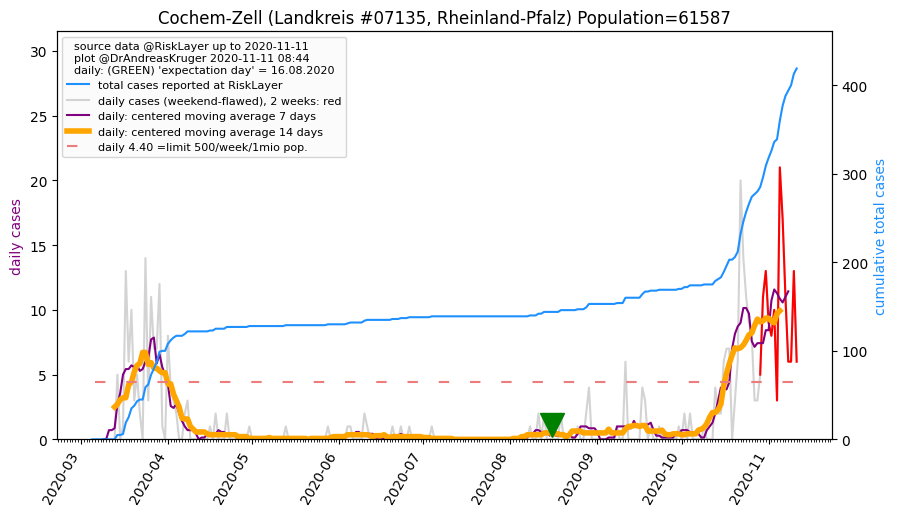 Cochem-Zell (Landkreis #07135, Rheinland-Pfalz) Population=61587
source data @RiskLayer up to 2020-11-11
plot @DrAndreasKruger 2020-11-11 08:44
daily: (GREEN) 'expectation day' = 16.08.2020
total cases reported at RiskLayer
daily cases (weekend-flawed), 2 weeks: red
daily: centered moving average 7 days
daily: centered moving average 14 days
daily 4.40 =limit 500/week/1mio pop.
daily cases
30
25
20
15
10
5
0
cumulative total cases
400
300
200
100
0
2020-03
2020-04
2020-05
2020-06
2020-07
2020-08
2020-09
2020-10
2020-11